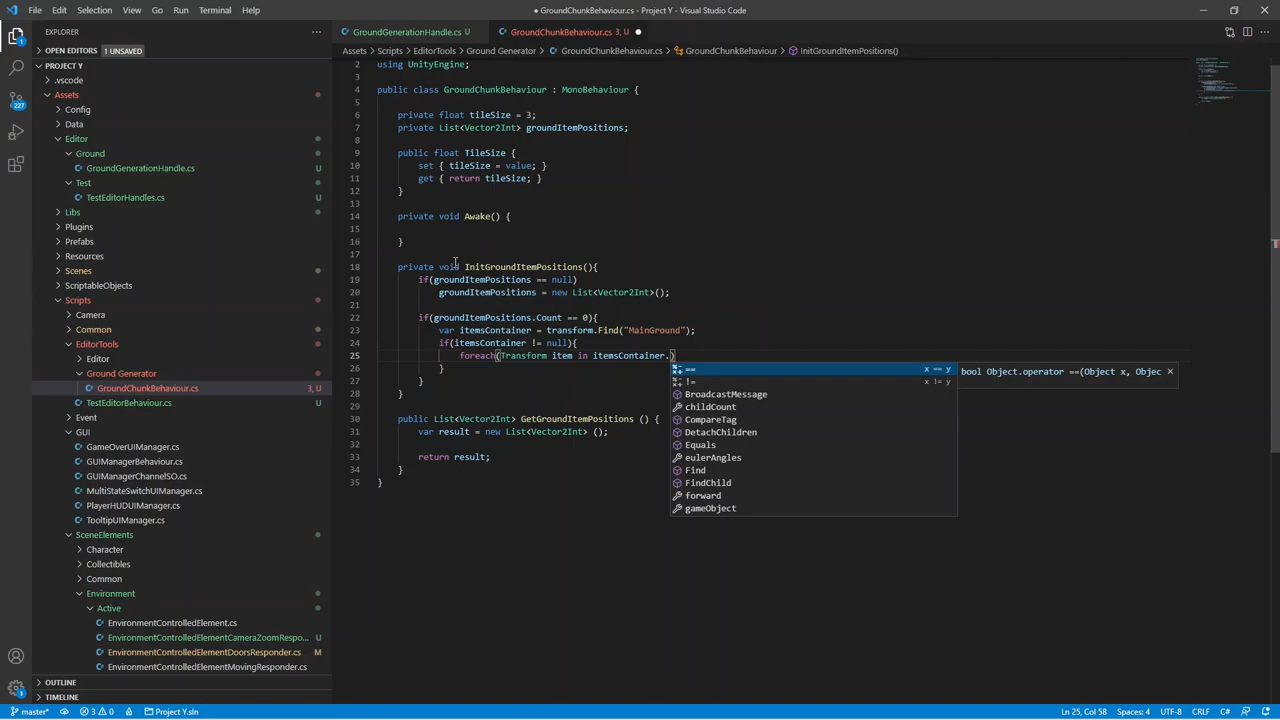 File Edit Selection View Go Run Terminal Help
● GroundChunkBehaviour.cs - Project Y - Visual Studio Code
EXPLORER
OPEN EDITORS 1 UNSAVED
PROJECT Y
.vscode
Assets
Config
Data
Editor
Ground
GroundGenerationHandle.cs U
Test
TestEditorHandles.cs U
Libs
Plugins
Prefabs
Resources
Scenes
ScriptableObjects
Scripts
Camera
Common
EditorTools
Editor
Ground Generator
GroundChunkBehaviour.cs 3, U
TestEditorBehaviour.cs U
Event
GUI
GameOverUIManager.cs
GUIManagerBehaviour.cs
GUIManagerChannelSO.cs
MultiStateSwitchUIManager.cs
PlayerHUDUIManager.cs
TooltipUIManager.cs
SceneElements
Character
Collectibles
Common
Environment
Active
EnvironmentControlledElement.cs
EnvironmentControlledElementCameraZoomRespo... U
EnvironmentControlledElementDoorsResponder.cs M
EnvironmentControlledElementMovingResponder.cs
OUTLINE
TIMELINE
1
227
1
GroundGenerationHandle.cs U
GroundChunkBehaviour.cs 3, U ●
Assets > Scripts > EditorTools > Ground Generator > GroundChunkBehaviour.cs > GroundChunkBehaviour > InitGroundItemPositions()
2 using UnityEngine;
3
4 public class GroundChunkBehaviour : MonoBehaviour {
5
6 private float tileSize = 3;
7 private List<Vector2Int> groundItemPositions;
8
9 public float TileSize {
10 set { tileSize = value; }
11 get { return tileSize; }
12 }
13
14 private void Awake() {
15
16 }
17
18 private void InitGroundItemPositions(){
19 if(groundItemPositions == null)
20 groundItemPositions = new List<Vector2Int>();
21
22 if(groundItemPositions.Count == 0){
23 var itemsContainer = transform.Find("MainGround");
24 if(itemsContainer != null){
25 foreach(Transform item in itemsContainer.)
26 }
27 }
28 }
29
30 public List<Vector2Int> GetGroundItemPositions () {
31 var result = new List<Vector2Int> ();
32
33 return result;
34 }
35 }
== x == y
!= x != y
BroadcastMessage
childCount
CompareTag
DetachChildren
Equals
eulerAngles
Find
FindChild
forward
gameObject
bool Object.operator ==(Object x, Objec
master* 3 0 Project Y.sln
Ln 25, Col 58 Spaces: 4 UTF-8 CRLF C#